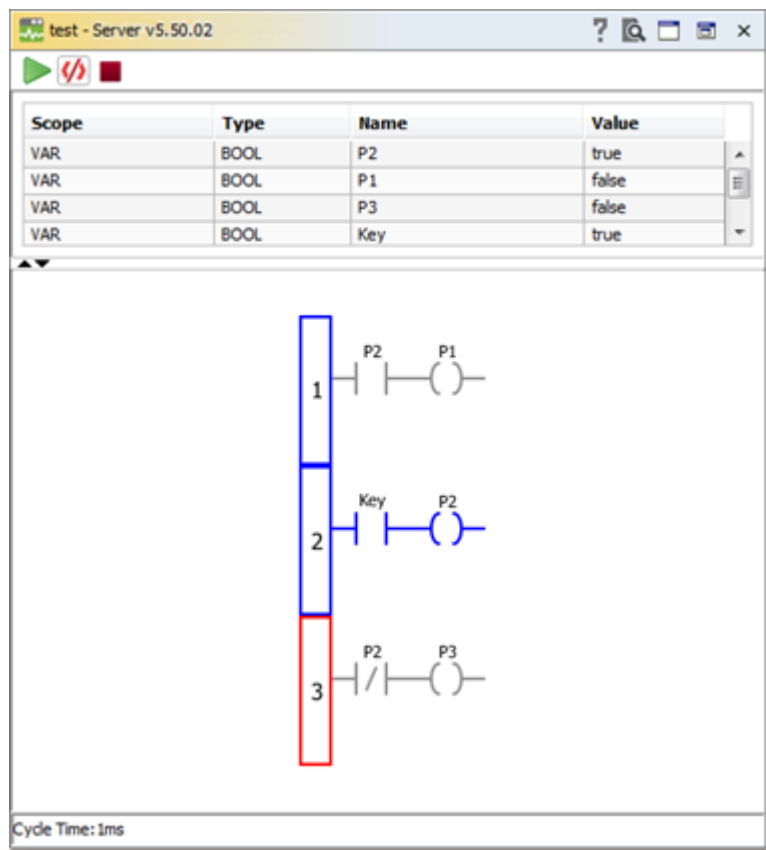 test - Server v5.50.02
Scope Type Name Value
VAR BOOL P2 true
VAR BOOL P1 false
VAR BOOL P3 false
VAR BOOL Key true
P2 P1
1
Key P2
2
P2 P3
3
Cycle Time:1ms